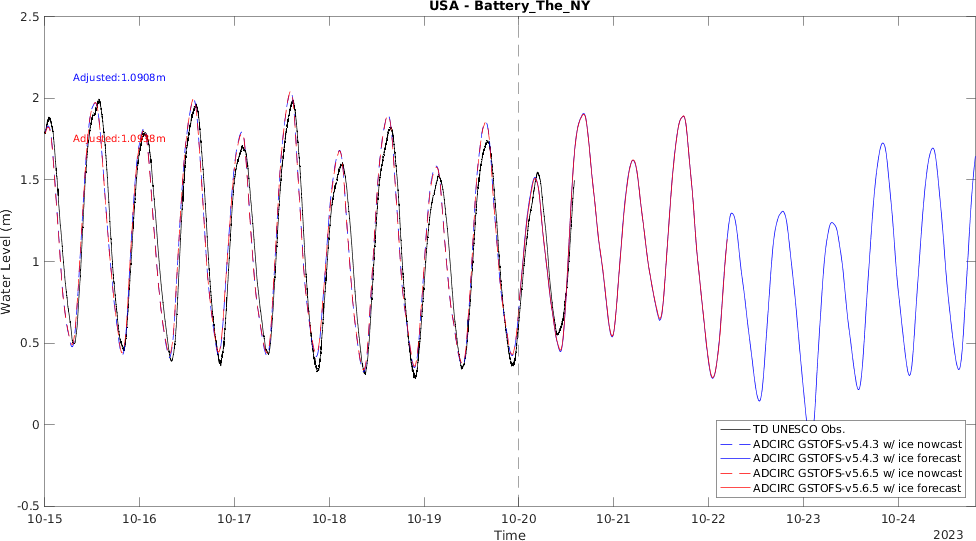 USA - Battery_The_NY
2.5
2
1.5
1
0.5
0
-0.5
Water Level (m)
Adjusted:1.0908m
Adjusted:1.0938m
TD UNESCO Obs.
ADCIRC GSTOFS-v5.4.3 w/ ice nowcast
ADCIRC GSTOFS-v5.4.3 w/ ice forecast
ADCIRC GSTOFS-v5.6.5 w/ ice nowcast
ADCIRC GSTOFS-v5.6.5 w/ ice forecast
10-15 10-16 10-17 10-18 10-19 10-20 10-21 10-22 10-23 10-24
Time
2023